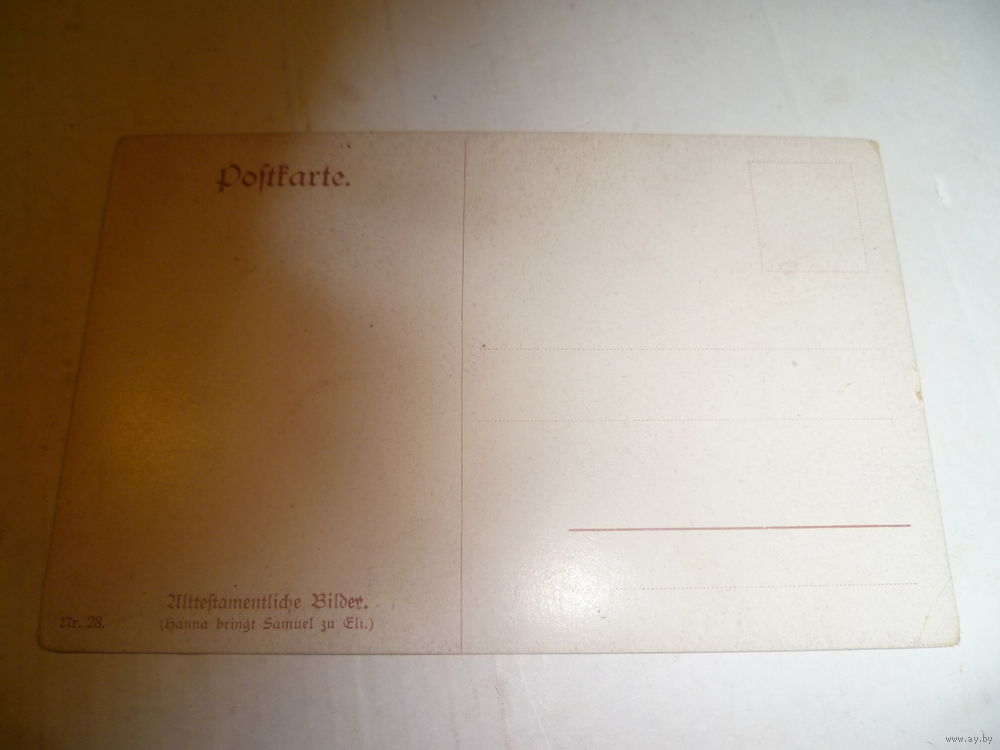 Postkarte.
Alttestamentliche Bilder.
Nr. 28.
(Hanna bringt Samuel zu Eli.)
www.ay.by